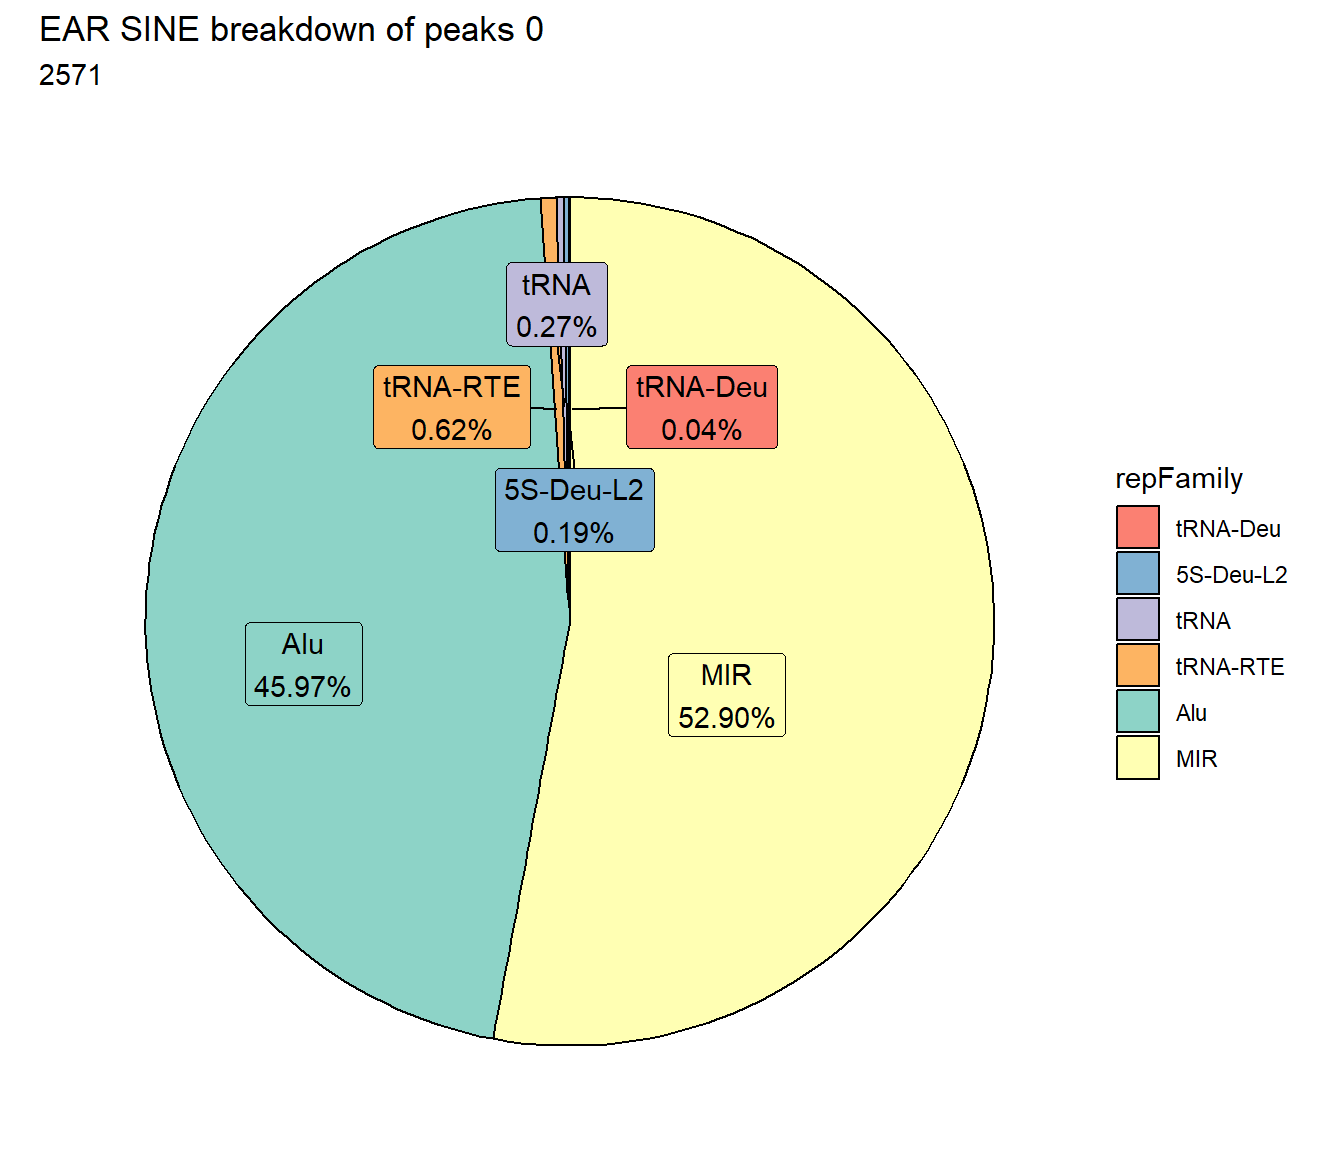 EAR SINE breakdown of peaks 0
2571
tRNA
0.27%
tRNA-RTE
0.62%
tRNA-Deu
0.04%
5S-Deu-L2
0.19%
Alu
45.97%
MIR
52.90%
repFamily
tRNA-Deu
5S-Deu-L2
tRNA
tRNA-RTE
Alu
MIR